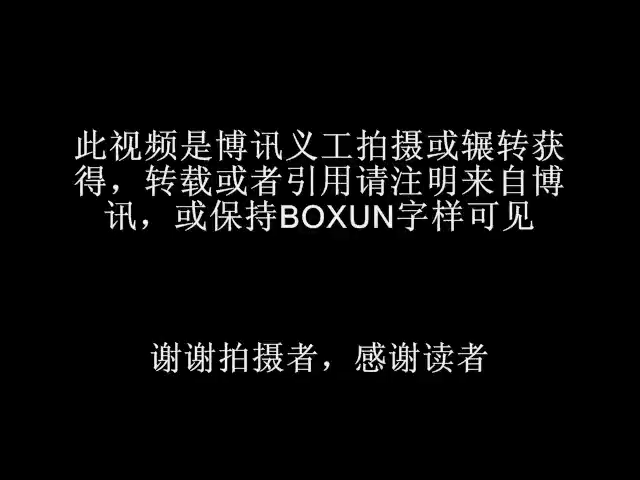 此视频是博讯义工拍摄或辗转获
得，转载或者引用请注明来自博
讯，或保持BOXUN字样可见
谢谢拍摄者，感谢读者